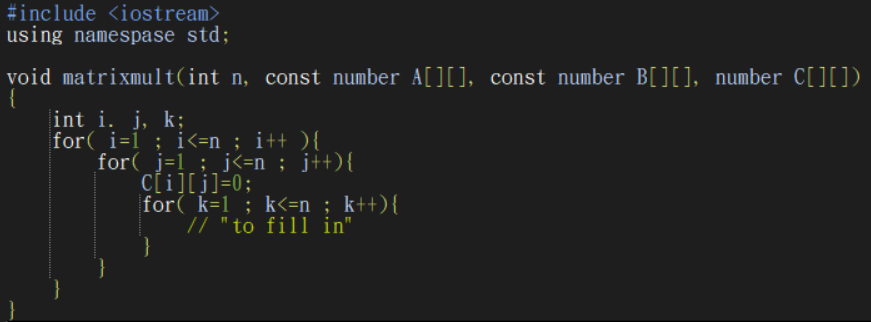 #include <iostream>
using namespase std;
void matrixmult(int n, const number A[][], const number B[][], number C[][])
{
int i. j, k;
for( i=1 ; i<=n ; i++ ){
for( j=1 ; j<=n ; j++){
C[i][j]=0;
for( k=1 ; k<=n ; k++){
// "to fill in"
}
}
}
}